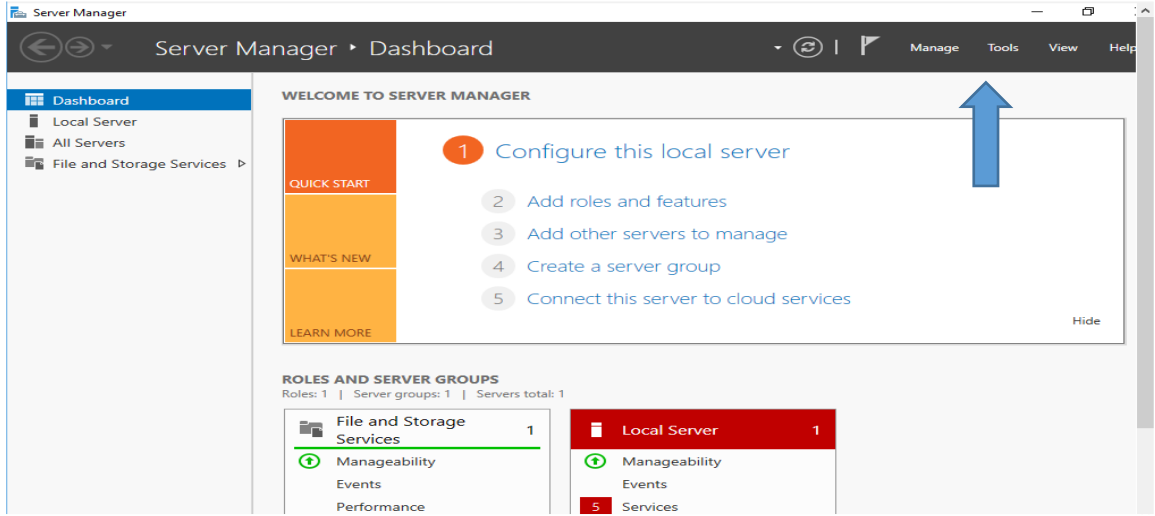 Server Manager
Server Manager ‣ Dashboard
Manage Tools View Help
Dashboard
Local Server
All Servers
File and Storage Services
WELCOME TO SERVER MANAGER
QUICK START
WHAT'S NEW
LEARN MORE
1 Configure this local server
2 Add roles and features
3 Add other servers to manage
4 Create a server group
5 Connect this server to cloud services
Hide
ROLES AND SERVER GROUPS
Roles: 1 | Server groups: 1 | Servers total: 1
File and Storage
Services 1
Manageability
Events
Performance
Local Server 1
Manageability
Events
5 Services